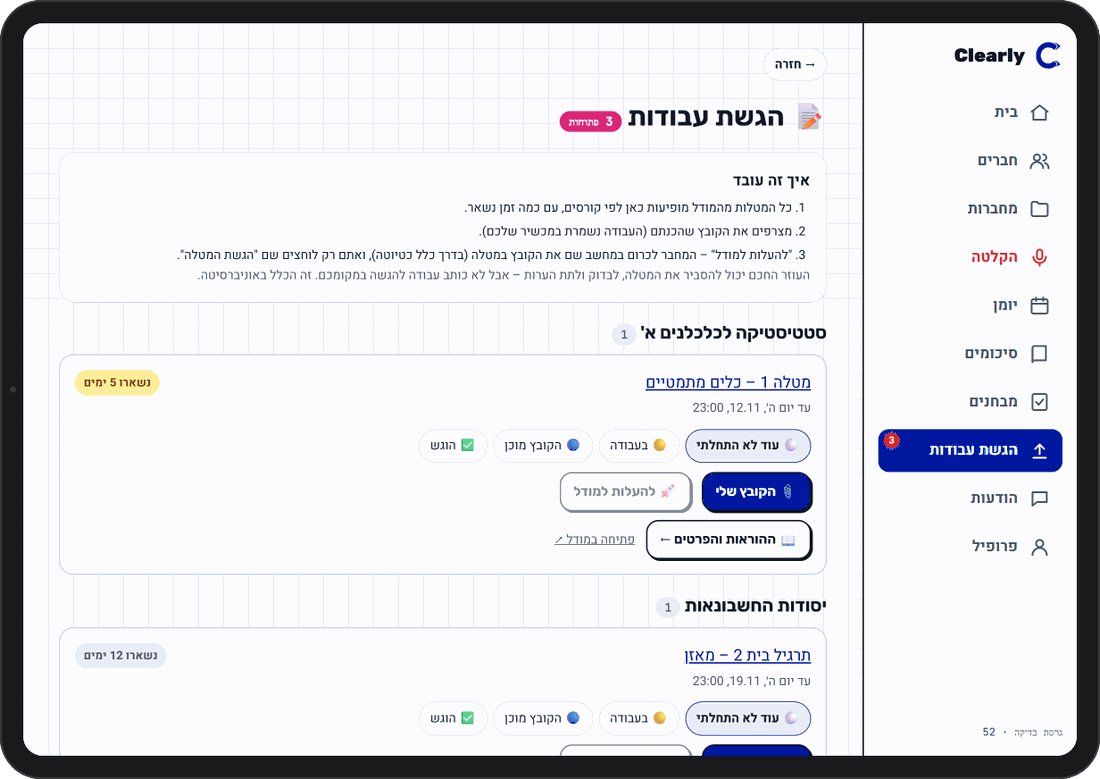 Clearly
בית
חברים
מחברות
הקלטה
יומן
סיכומים
מבחנים
הגשת עבודות 3
הודעות
פרופיל
גרסת בדיקה · 52
→ חזרה
הגשת עבודות 3 פתוחות
איך זה עובד
1. כל המטלות מהמודל מופיעות כאן לפי קורסים, עם כמה זמן נשאר.
2. מצרפים את הקובץ שהכנתם (העבודה נשמרת במכשיר שלכם).
3. "להעלות למודל" – המחבר לכרום במחשב שם את הקובץ במטלה (בדרך כלל כטיוטה), ואתם רק לוחצים שם "הגשת המטלה".
העוזר החכם יכול להסביר את המטלה, לבדוק ולתת הערות – אבל לא כותב עבודה להגשה במקומכם. זה הכלל באוניברסיטה.
סטטיסטיקה לכלכלנים א' 1
מטלה 1 – כלים מתמטיים
נשארו 5 ימים
עד יום ה׳, 12.11, 23:00
עוד לא התחלתי
בעבודה
הקובץ מוכן
הוגש
הקובץ שלי
להעלות למודל
ההוראות והפרטים ←
פתיחה במודל ↗
יסודות החשבונאות 1
תרגיל בית 2 – מאזן
נשארו 12 ימים
עד יום ה׳, 19.11, 23:00
עוד לא התחלתי
בעבודה
הקובץ מוכן
הוגש